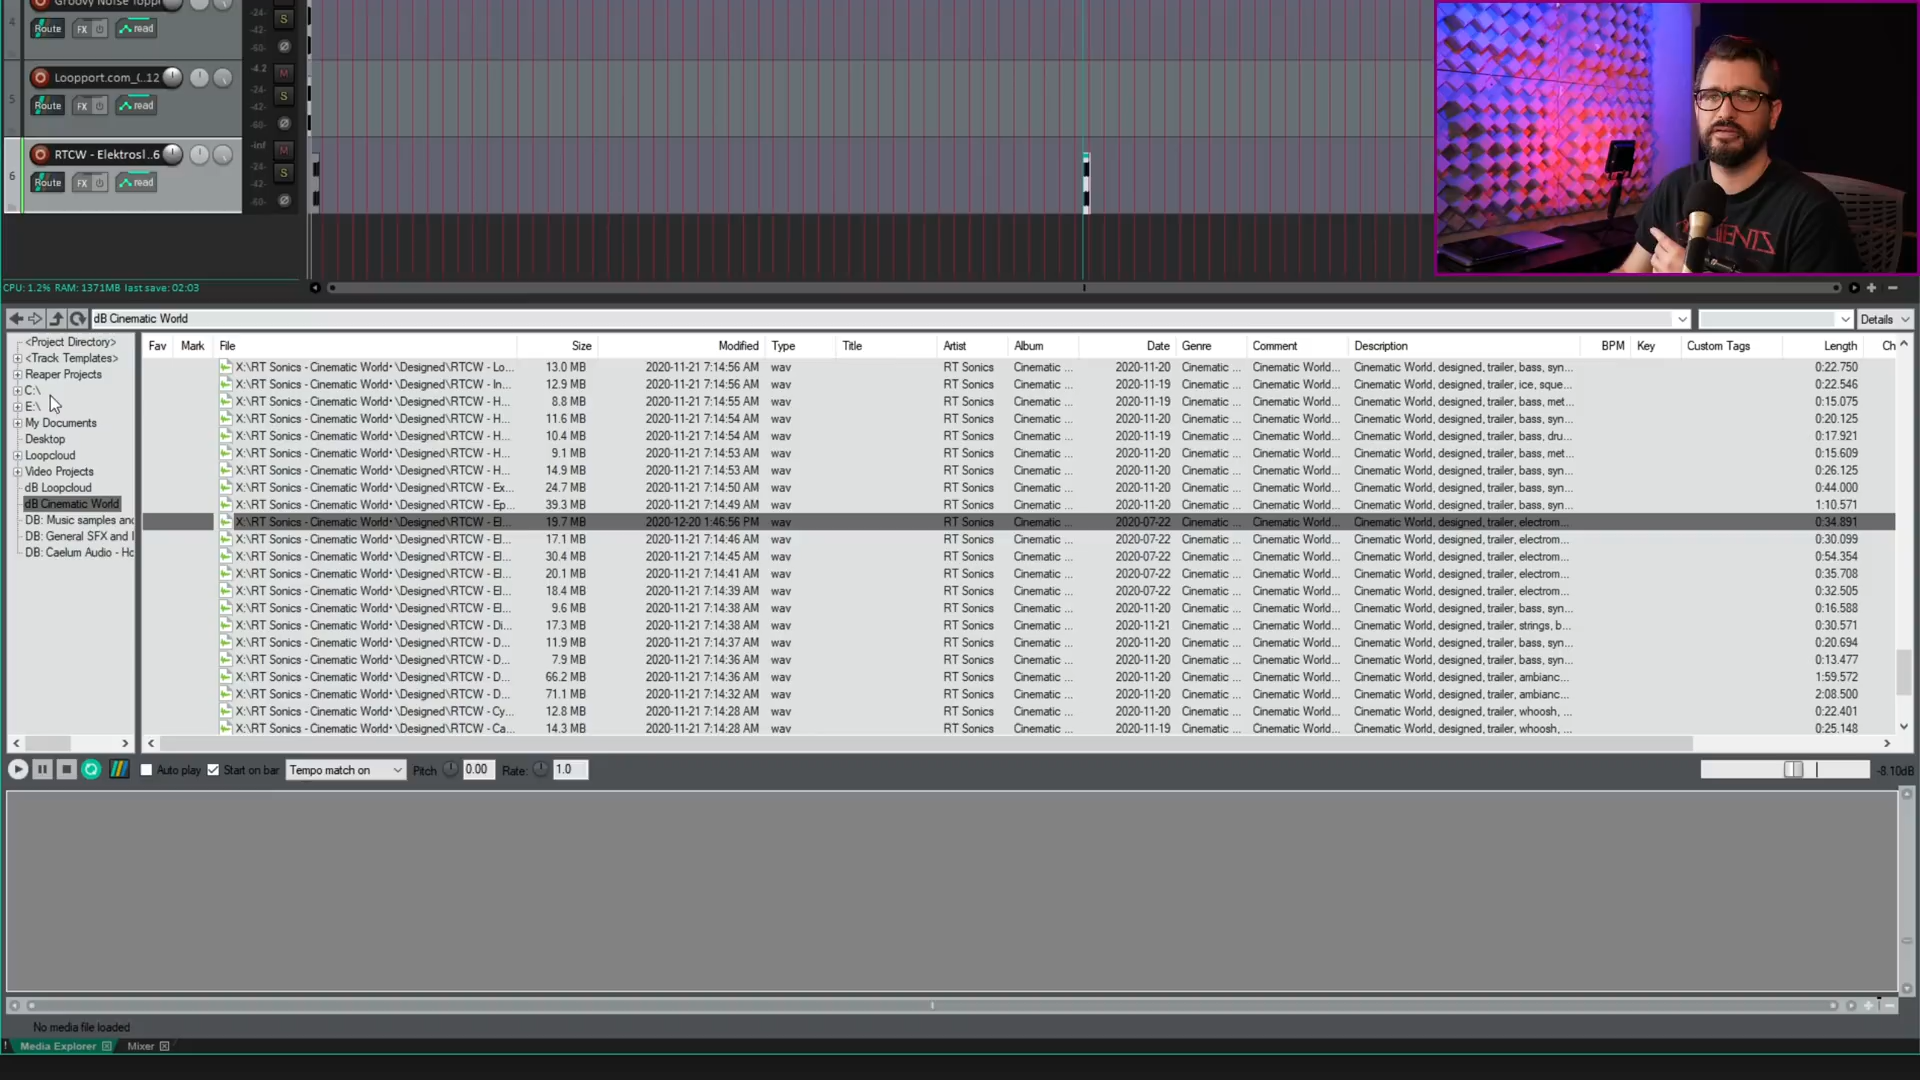 4 Groovy Noise Topp
Route FX read
-24-
-42-
-60-
S
5 Loopport.com_(..12
Route FX read
-4.2
-24-
-42-
-60-
M
S
6 RTCW - Elektrosl..6
Route FX read
-inf
-24-
-42-
-60-
M
S
CPU: 1.2% RAM: 1371MB last save: 02:03
dB Cinematic World
Details
<Project Directory>
<Track Templates>
Reaper Projects
C:\
E:\
My Documents
Desktop
Loopcloud
Video Projects
dB Loopcloud
dB Cinematic World
DB: Music samples and
DB: General SFX and I
DB: Caelum Audio - Ho
Fav Mark File Size Modified Type Title Artist Album Date Genre Comment Description BPM Key Custom Tags Length Ch
X:\RT Sonics - Cinematic World•\Designed\RTCW - Lo... 13.0 MB 2020-11-21 7:14:56 AM wav RT Sonics Cinematic ... 2020-11-20 Cinematic ... Cinematic World... Cinematic World, designed, trailer, bass, syn... 0:22.750
X:\RT Sonics - Cinematic World•\Designed\RTCW - In... 12.9 MB 2020-11-21 7:14:56 AM wav RT Sonics Cinematic ... 2020-11-19 Cinematic ... Cinematic World... Cinematic World, designed, trailer, ice, sque... 0:22.546
X:\RT Sonics - Cinematic World•\Designed\RTCW - H... 8.8 MB 2020-11-21 7:14:55 AM wav RT Sonics Cinematic ... 2020-11-19 Cinematic ... Cinematic World... Cinematic World, designed, trailer, bass, met... 0:15.075
X:\RT Sonics - Cinematic World•\Designed\RTCW - H... 11.6 MB 2020-11-21 7:14:54 AM wav RT Sonics Cinematic ... 2020-11-20 Cinematic ... Cinematic World... Cinematic World, designed, trailer, bass, syn... 0:20.125
X:\RT Sonics - Cinematic World•\Designed\RTCW - H... 10.4 MB 2020-11-21 7:14:54 AM wav RT Sonics Cinematic ... 2020-11-19 Cinematic ... Cinematic World... Cinematic World, designed, trailer, bass, dru... 0:17.921
X:\RT Sonics - Cinematic World•\Designed\RTCW - H... 9.1 MB 2020-11-21 7:14:53 AM wav RT Sonics Cinematic ... 2020-11-20 Cinematic ... Cinematic World... Cinematic World, designed, trailer, bass, met... 0:15.609
X:\RT Sonics - Cinematic World•\Designed\RTCW - H... 14.9 MB 2020-11-21 7:14:53 AM wav RT Sonics Cinematic ... 2020-11-20 Cinematic ... Cinematic World... Cinematic World, designed, trailer, bass, syn... 0:26.125
X:\RT Sonics - Cinematic World•\Designed\RTCW - Ex... 24.7 MB 2020-11-21 7:14:50 AM wav RT Sonics Cinematic ... 2020-11-20 Cinematic ... Cinematic World... Cinematic World, designed, trailer, bass, syn... 0:44.000
X:\RT Sonics - Cinematic World•\Designed\RTCW - Ep... 39.3 MB 2020-11-21 7:14:49 AM wav RT Sonics Cinematic ... 2020-11-20 Cinematic ... Cinematic World... Cinematic World, designed, trailer, bass, syn... 1:10.571
X:\RT Sonics - Cinematic World•\Designed\RTCW - El... 19.7 MB 2020-12-20 1:46:56 PM wav RT Sonics Cinematic ... 2020-07-22 Cinematic ... Cinematic World... Cinematic World, designed, trailer, electrom... 0:34.891
X:\RT Sonics - Cinematic World•\Designed\RTCW - El... 17.1 MB 2020-11-21 7:14:46 AM wav RT Sonics Cinematic ... 2020-07-22 Cinematic ... Cinematic World... Cinematic World, designed, trailer, electrom... 0:30.099
X:\RT Sonics - Cinematic World•\Designed\RTCW - El... 30.4 MB 2020-11-21 7:14:45 AM wav RT Sonics Cinematic ... 2020-07-22 Cinematic ... Cinematic World... Cinematic World, designed, trailer, electrom... 0:54.354
X:\RT Sonics - Cinematic World•\Designed\RTCW - El... 20.1 MB 2020-11-21 7:14:41 AM wav RT Sonics Cinematic ... 2020-07-22 Cinematic ... Cinematic World... Cinematic World, designed, trailer, electrom... 0:35.708
X:\RT Sonics - Cinematic World•\Designed\RTCW - El... 18.4 MB 2020-11-21 7:14:39 AM wav RT Sonics Cinematic ... 2020-07-22 Cinematic ... Cinematic World... Cinematic World, designed, trailer, electrom... 0:32.505
X:\RT Sonics - Cinematic World•\Designed\RTCW - El... 9.6 MB 2020-11-21 7:14:38 AM wav RT Sonics Cinematic ... 2020-11-20 Cinematic ... Cinematic World... Cinematic World, designed, trailer, bass, syn... 0:16.588
X:\RT Sonics - Cinematic World•\Designed\RTCW - Di... 17.3 MB 2020-11-21 7:14:38 AM wav RT Sonics Cinematic ... 2020-11-21 Cinematic ... Cinematic World... Cinematic World, designed, trailer, strings, b... 0:30.571
X:\RT Sonics - Cinematic World•\Designed\RTCW - D... 11.9 MB 2020-11-21 7:14:37 AM wav RT Sonics Cinematic ... 2020-11-20 Cinematic ... Cinematic World... Cinematic World, designed, trailer, bass, syn... 0:20.694
X:\RT Sonics - Cinematic World•\Designed\RTCW - D... 7.9 MB 2020-11-21 7:14:36 AM wav RT Sonics Cinematic ... 2020-11-20 Cinematic ... Cinematic World... Cinematic World, designed, trailer, bass, syn... 0:13.477
X:\RT Sonics - Cinematic World•\Designed\RTCW - D... 66.2 MB 2020-11-21 7:14:36 AM wav RT Sonics Cinematic ... 2020-11-20 Cinematic ... Cinematic World... Cinematic World, designed, trailer, ambianc... 1:59.572
X:\RT Sonics - Cinematic World•\Designed\RTCW - D... 71.1 MB 2020-11-21 7:14:32 AM wav RT Sonics Cinematic ... 2020-11-20 Cinematic ... Cinematic World... Cinematic World, designed, trailer, ambianc... 2:08.500
X:\RT Sonics - Cinematic World•\Designed\RTCW - Cy... 12.8 MB 2020-11-21 7:14:28 AM wav RT Sonics Cinematic ... 2020-11-20 Cinematic ... Cinematic World... Cinematic World, designed, trailer, whoosh, ... 0:22.401
X:\RT Sonics - Cinematic World•\Designed\RTCW - Ca... 14.3 MB 2020-11-21 7:14:28 AM wav RT Sonics Cinematic ... 2020-11-19 Cinematic ... Cinematic World... Cinematic World, designed, trailer, whoosh, ... 0:25.148
Auto play Start on bar Tempo match on Pitch 0.00 Rate: 1.0 -8.10dB
No media file loaded
! Media Explorer Mixer